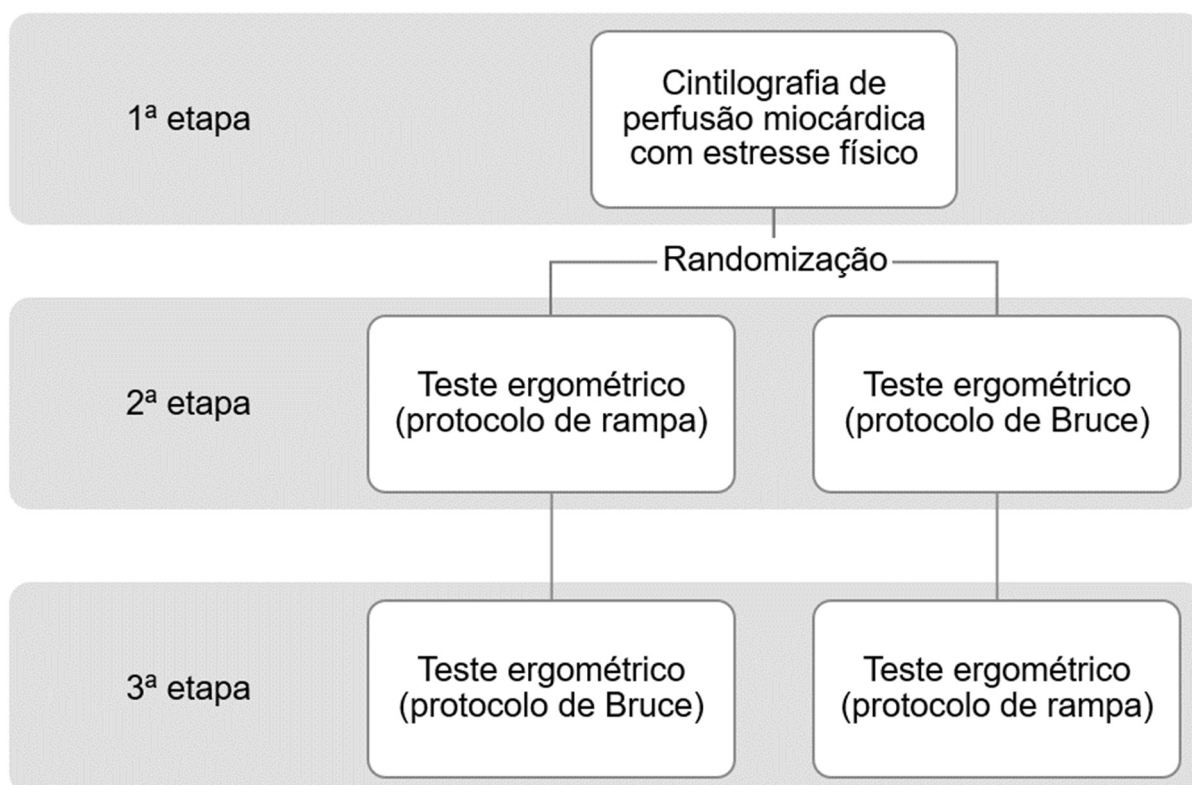 1ª etapa
Cintilografia de
perfusão miocárdica
com estresse físico
Randomização
2ª etapa
Teste ergométrico
(protocolo de rampa)
Teste ergométrico
(protocolo de Bruce)
3ª etapa
Teste ergométrico
(protocolo de Bruce)
Teste ergométrico
(protocolo de rampa)